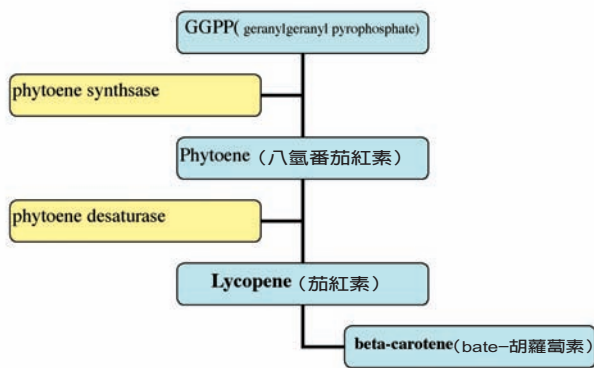 GGPP( geranylgeranyl pyrophosphate)
phytoene synthsase
Phytoene（八氫番茄紅素）
phytoene desaturase
Lycopene（茄紅素）
beta-carotene(bate-胡蘿蔔素)